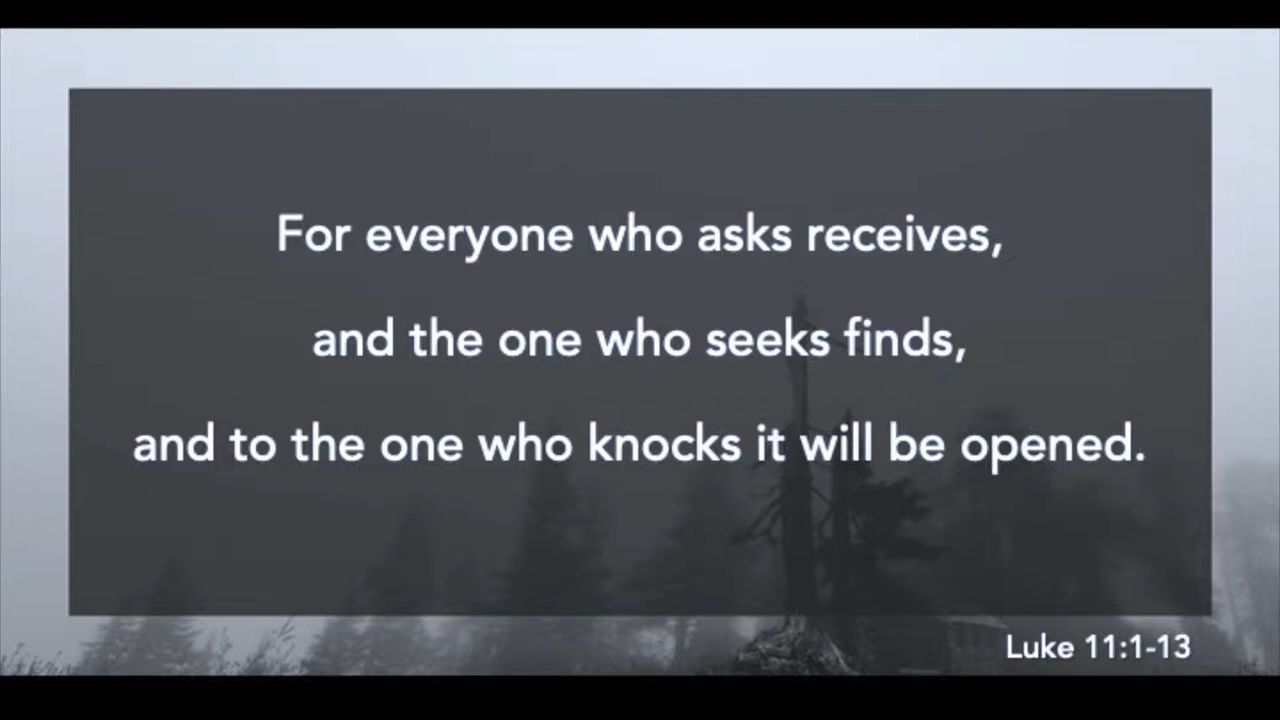 For everyone who asks receives,
and the one who seeks finds,
and to the one who knocks it will be opened.
Luke 11:1-13